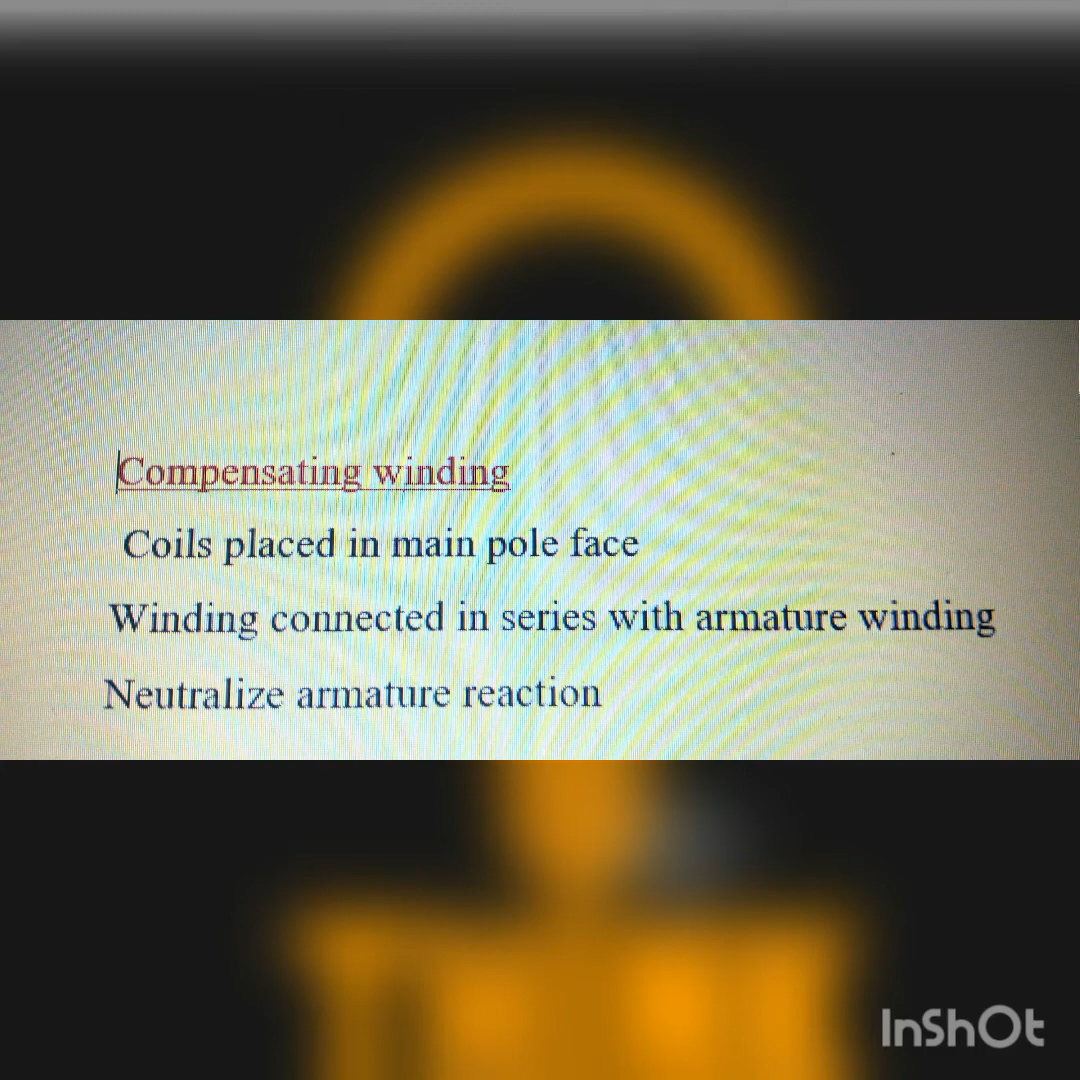 Compensating winding
Coils placed in main pole face
Winding connected in series with armature winding
Neutralize armature reaction
InShOt